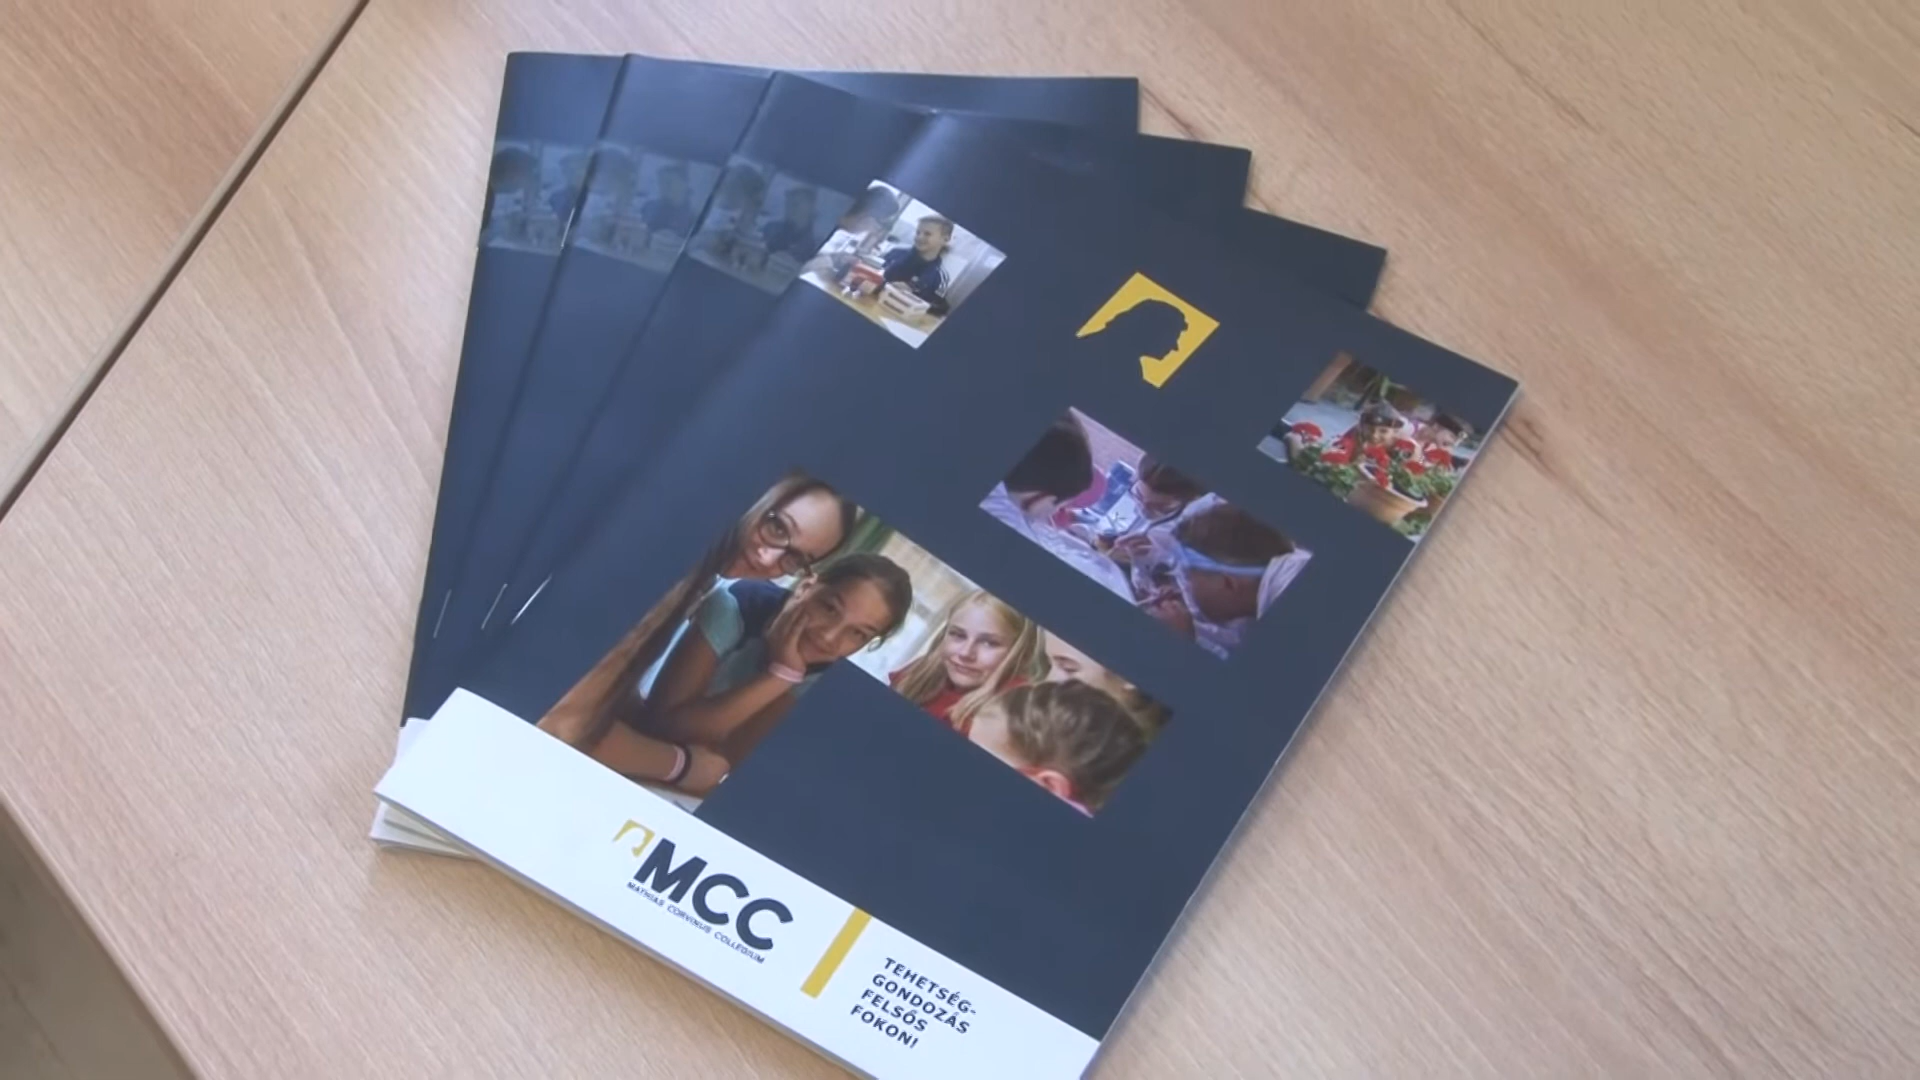 MCC
MATHIAS CORVINUS COLLEGIUM
TEHETSÉG-
GONDOZÁS
FELSŐS
FOKON!